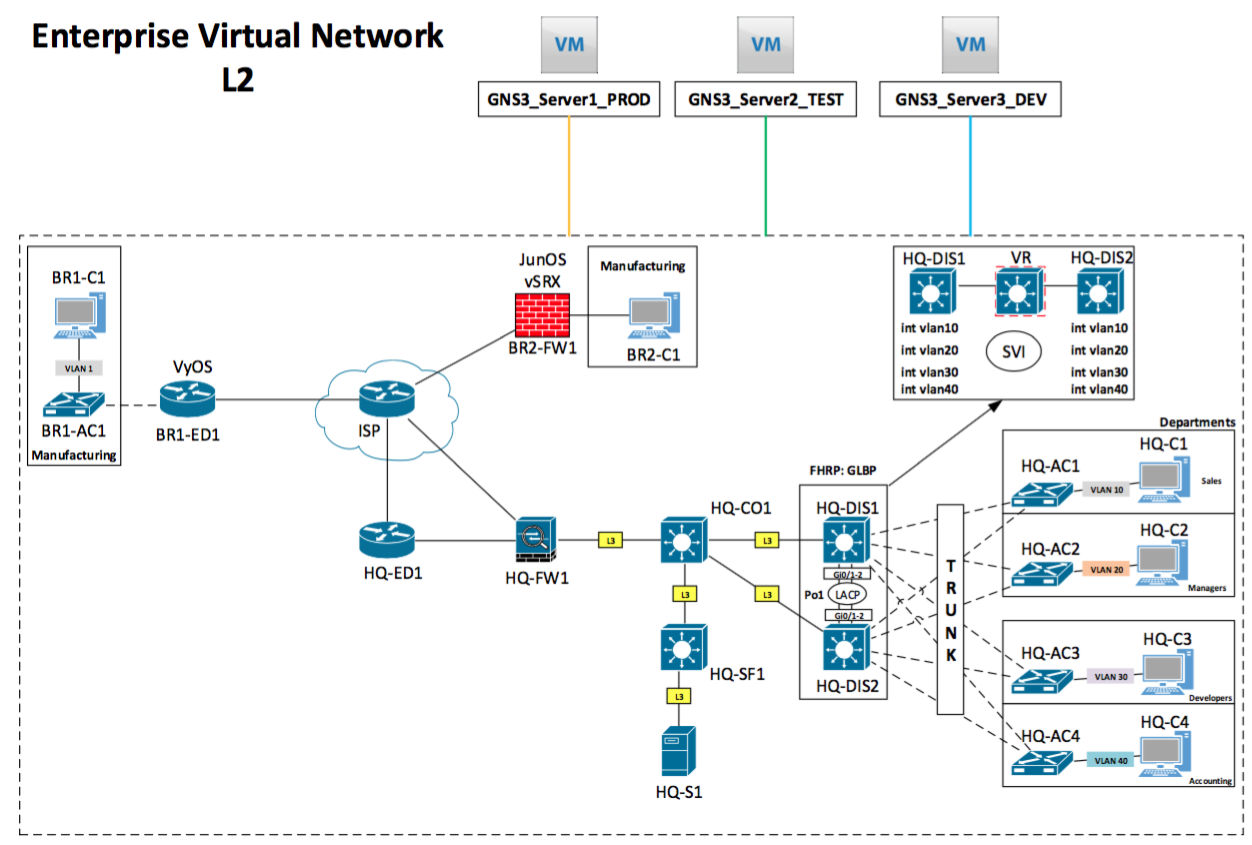 Enterprise Virtual Network
L2
VM
VM
VM
GNS3_Server1_PROD
GNS3_Server2_TEST
GNS3_Server3_DEV
BR1-C1
VLAN 1
BR1-AC1
Manufacturing
VyOS
BR1-ED1
ISP
JunOS
vSRX
BR2-FW1
Manufacturing
BR2-C1
HQ-DIS1
VR
HQ-DIS2
int vlan10
int vlan20
int vlan30
int vlan40
SVI
int vlan10
int vlan20
int vlan30
int vlan40
HQ-ED1
HQ-FW1
L3
HQ-CO1
L3
L3
L3
HQ-SF1
L3
HQ-S1
FHRP: GLBP
HQ-DIS1
Gi0/1-2
Po1
LACP
Gi0/1-2
HQ-DIS2
TRUNK
Departments
HQ-AC1
VLAN 10
HQ-C1
Sales
HQ-AC2
VLAN 20
HQ-C2
Managers
HQ-AC3
VLAN 30
HQ-C3
Developers
HQ-AC4
VLAN 40
HQ-C4
Accounting